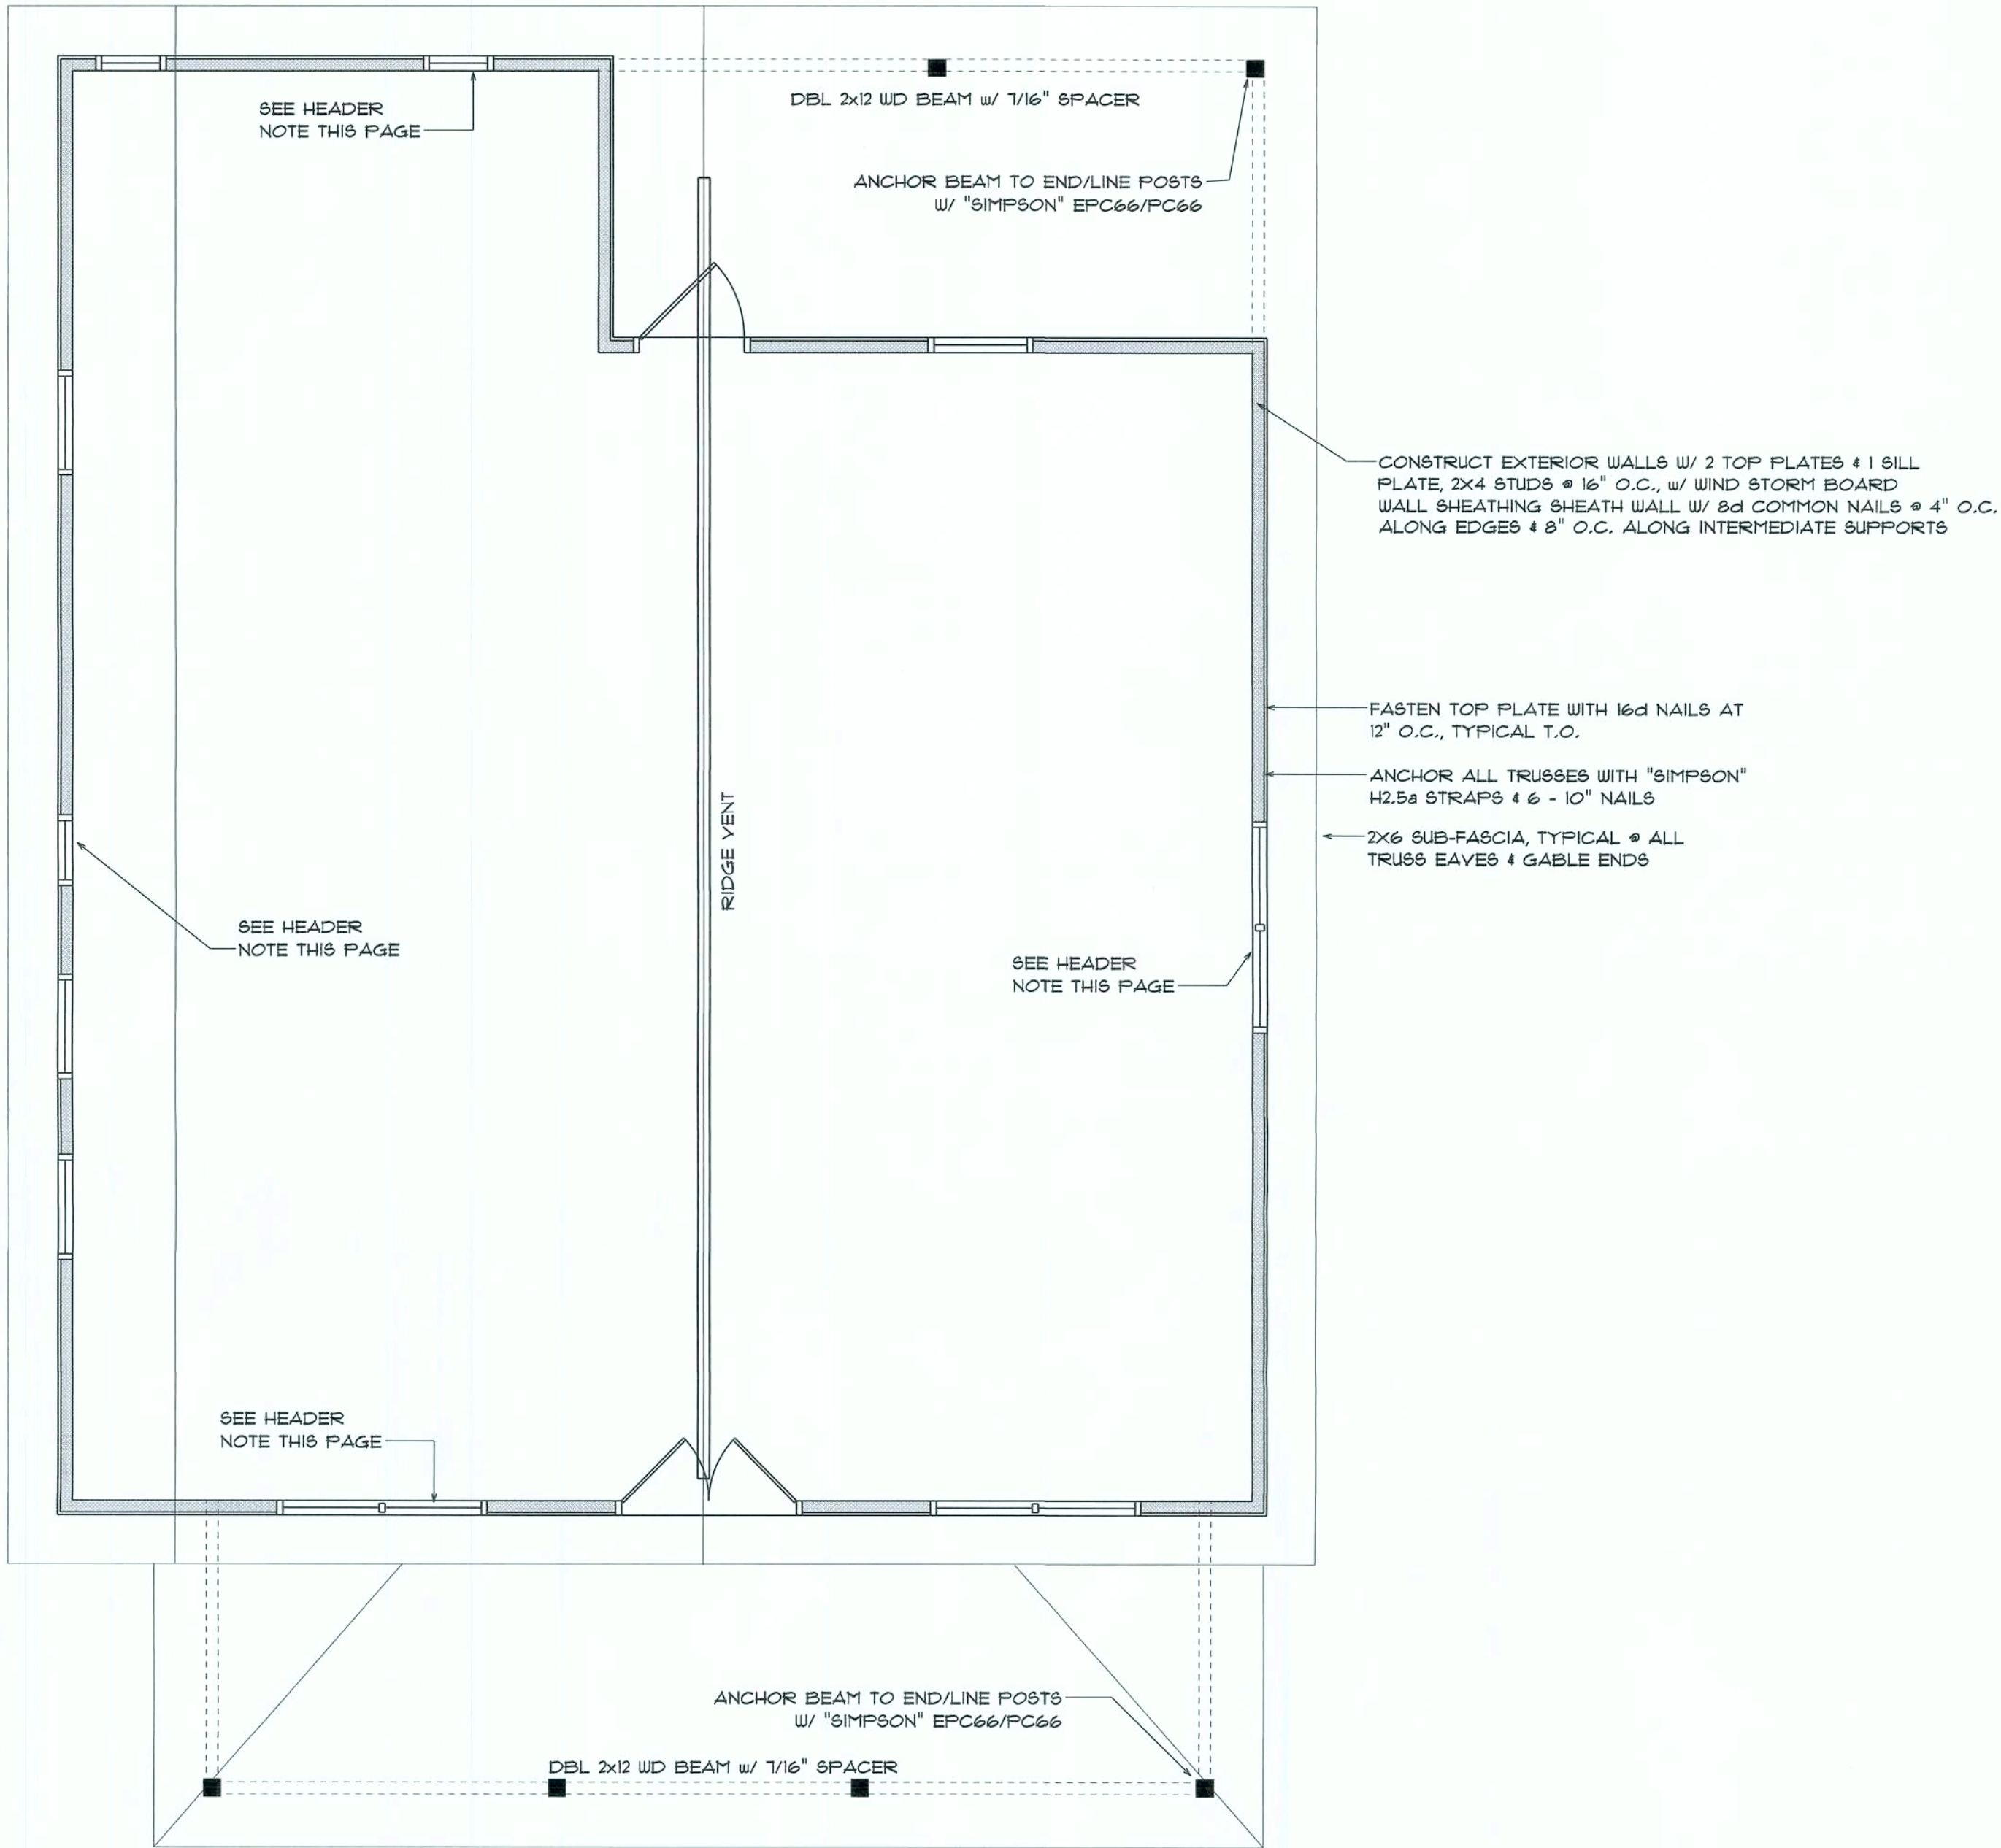 SEE HEADER
NOTE THIS PAGE
DBL 2x12 WD BEAM w/ 7/16" SPACER
ANCHOR BEAM TO END/LINE POSTS
W/ "SIMPSON" EPC66/PC66
CONSTRUCT EXTERIOR WALLS W/ 2 TOP PLATES & 1 SILL
PLATE, 2X4 STUDS @ 16" O.C., w/ WIND STORM BOARD
WALL SHEATHING SHEATH WALL W/ 8d COMMON NAILS @ 4" O.C.
ALONG EDGES & 8" O.C. ALONG INTERMEDIATE SUPPORTS
FASTEN TOP PLATE WITH 16d NAILS AT
12" O.C., TYPICAL T.O.
ANCHOR ALL TRUSSES WITH "SIMPSON"
H2.5a STRAPS & 6 - 10" NAILS
2X6 SUB-FASCIA, TYPICAL @ ALL
TRUSS EAVES & GABLE ENDS
RIDGE VENT
SEE HEADER
NOTE THIS PAGE
SEE HEADER
NOTE THIS PAGE
SEE HEADER
NOTE THIS PAGE
ANCHOR BEAM TO END/LINE POSTS
W/ "SIMPSON" EPC66/PC66
DBL 2x12 WD BEAM w/ 7/16" SPACER